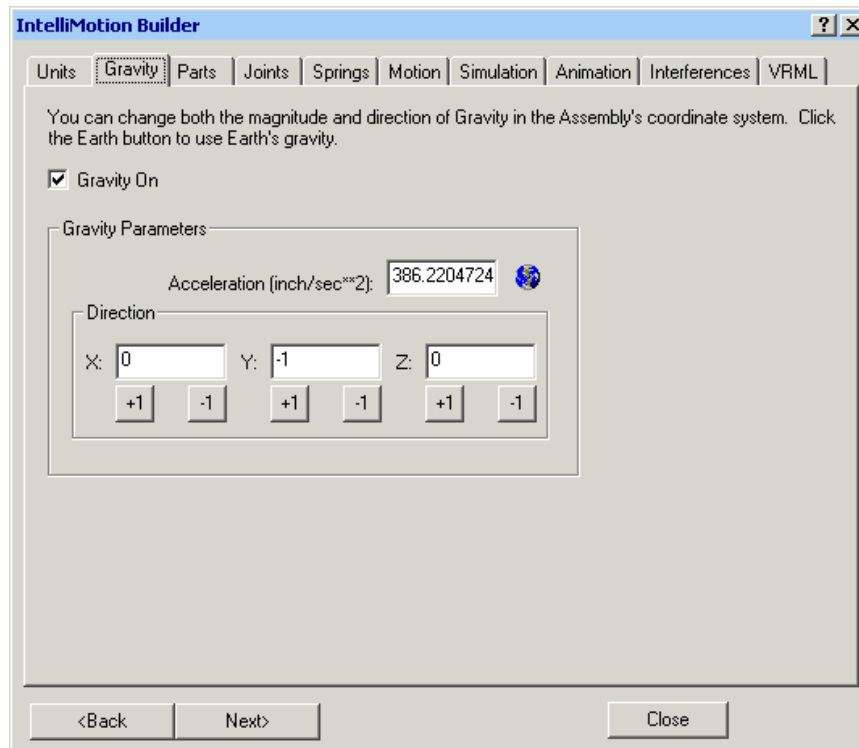 IntelliMotion Builder
? X
Units Gravity Parts Joints Springs Motion Simulation Animation Interferences VRML
You can change both the magnitude and direction of Gravity in the Assembly's coordinate system. Click
the Earth button to use Earth's gravity.
Gravity On
Gravity Parameters
Acceleration (inch/sec**2): 386.2204724
Direction
X: 0 Y: -1 Z: 0
+1 -1 +1 -1 +1 -1
<Back Next> Close